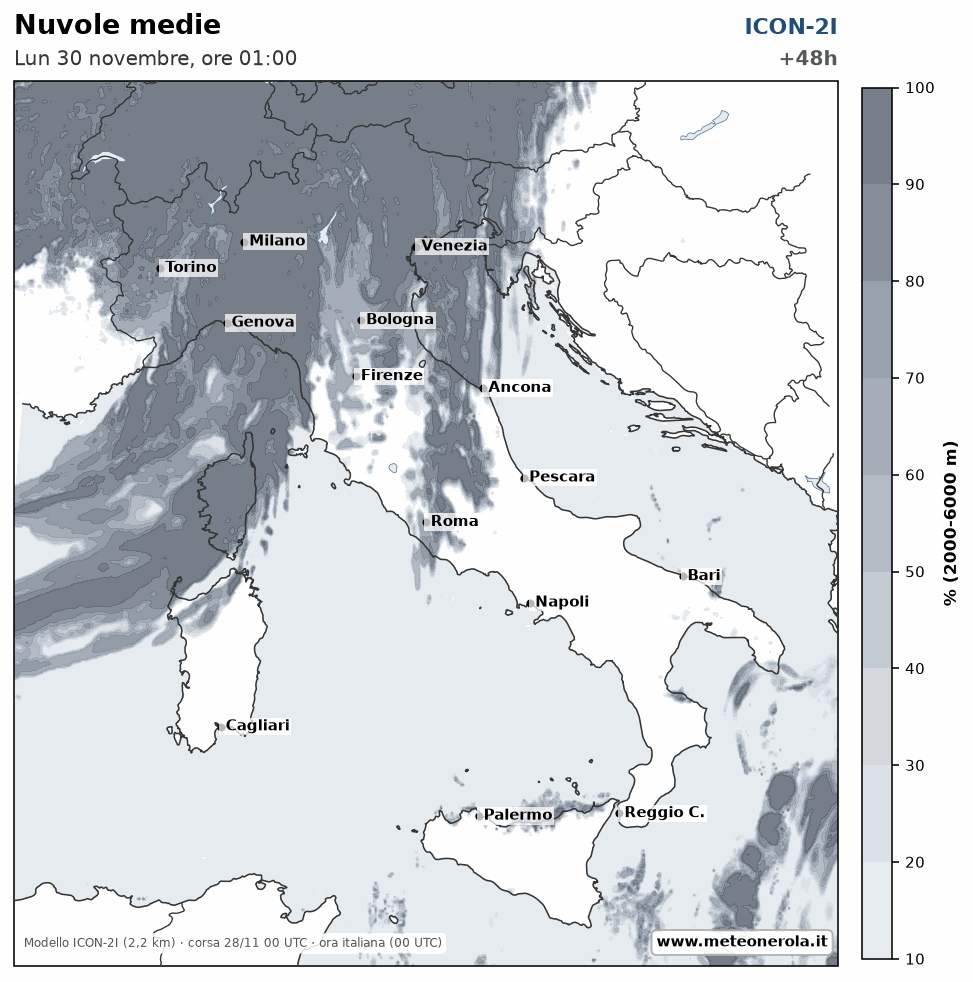 Nuvole medie
ICON-2I
Lun 30 novembre, ore 01:00
+48h
100
90
80
70
60
50
40
30
20
10
% (2000-6000 m)
Milano
Venezia
Torino
Genova
Bologna
Firenze
Ancona
Pescara
Roma
Bari
Napoli
Cagliari
Palermo
Reggio C.
Modello ICON-2I (2,2 km) · corsa 28/11 00 UTC · ora italiana (00 UTC)
www.meteonerola.it